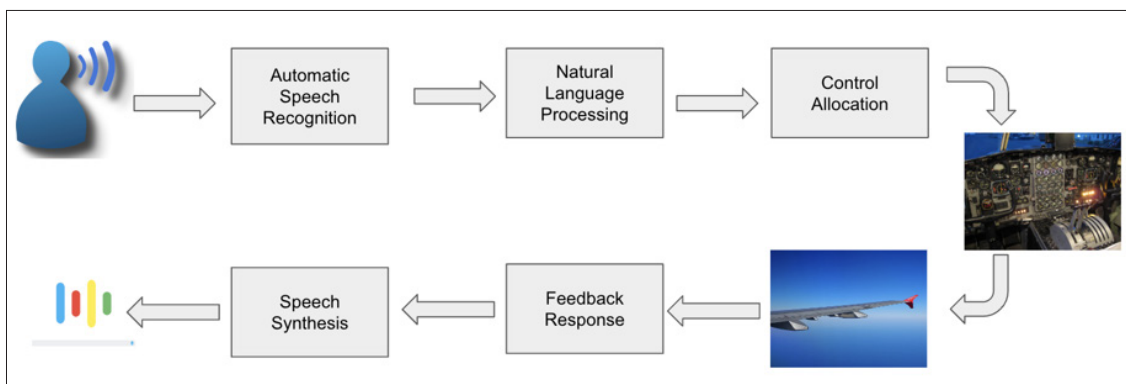 Automatic
Speech
Recognition
Natural
Language
Processing
Control
Allocation
Speech
Synthesis
Feedback
Response